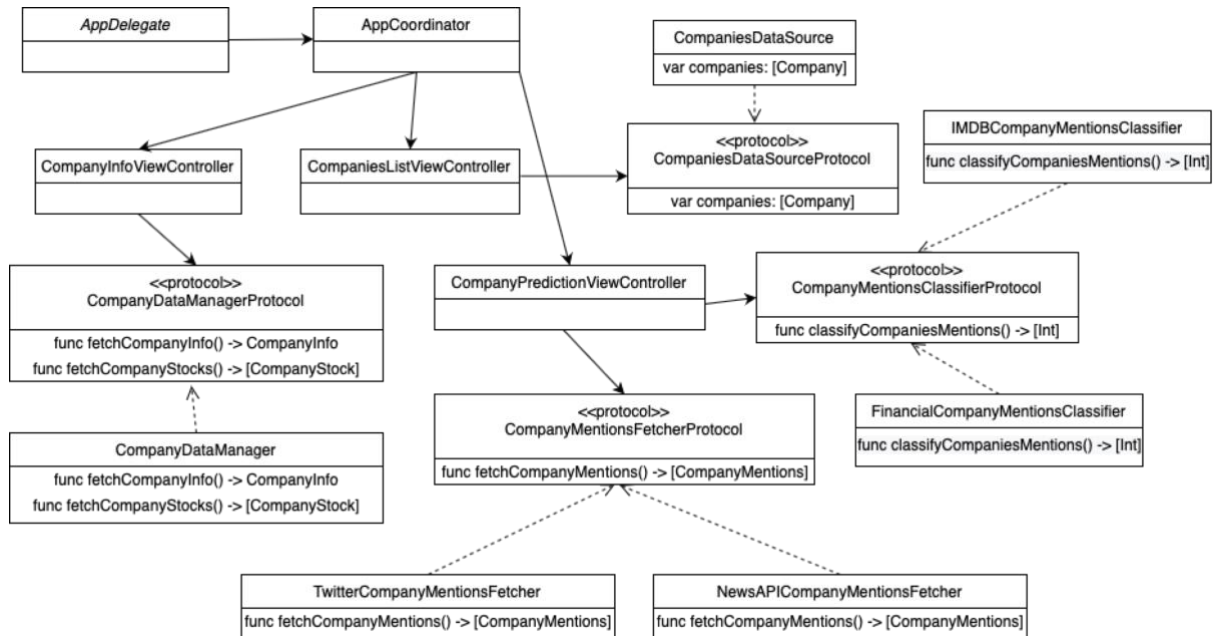 AppDelegate
AppCoordinator
CompaniesDataSource
var companies: [Company]
<<protocol>>
CompaniesDataSourceProtocol
var companies: [Company]
IMDBCompanyMentionsClassifier
func classifyCompaniesMentions() -> [Int]
CompanyInfoViewController
CompaniesListViewController
<<protocol>>
CompanyDataManagerProtocol
func fetchCompanyInfo() -> CompanyInfo
func fetchCompanyStocks() -> [CompanyStock]
CompanyPredictionViewController
<<protocol>>
CompanyMentionsClassifierProtocol
func classifyCompaniesMentions() -> [Int]
CompanyDataManager
func fetchCompanyInfo() -> CompanyInfo
func fetchCompanyStocks() -> [CompanyStock]
<<protocol>>
CompanyMentionsFetcherProtocol
func fetchCompanyMentions() -> [CompanyMentions]
FinancialCompanyMentionsClassifier
func classifyCompaniesMentions() -> [Int]
TwitterCompanyMentionsFetcher
func fetchCompanyMentions() -> [CompanyMentions]
NewsAPICompanyMentionsFetcher
func fetchCompanyMentions() -> [CompanyMentions]